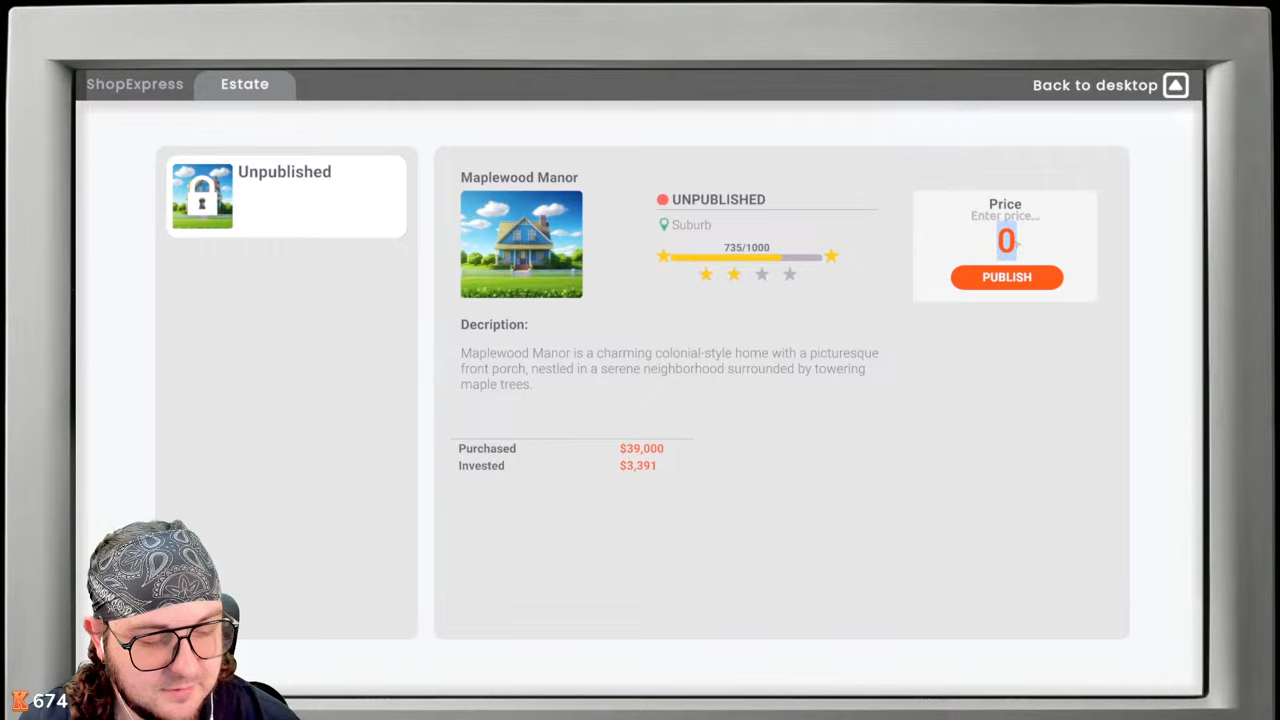 ShopExpress
Estate
Back to desktop
Unpublished
Maplewood Manor
UNPUBLISHED
Suburb
735/1000
Price
Enter price...
0
PUBLISH
Decription:
Maplewood Manor is a charming colonial-style home with a picturesque
front porch, nestled in a serene neighborhood surrounded by towering
maple trees.
Purchased $39,000
Invested $3,391
K 674